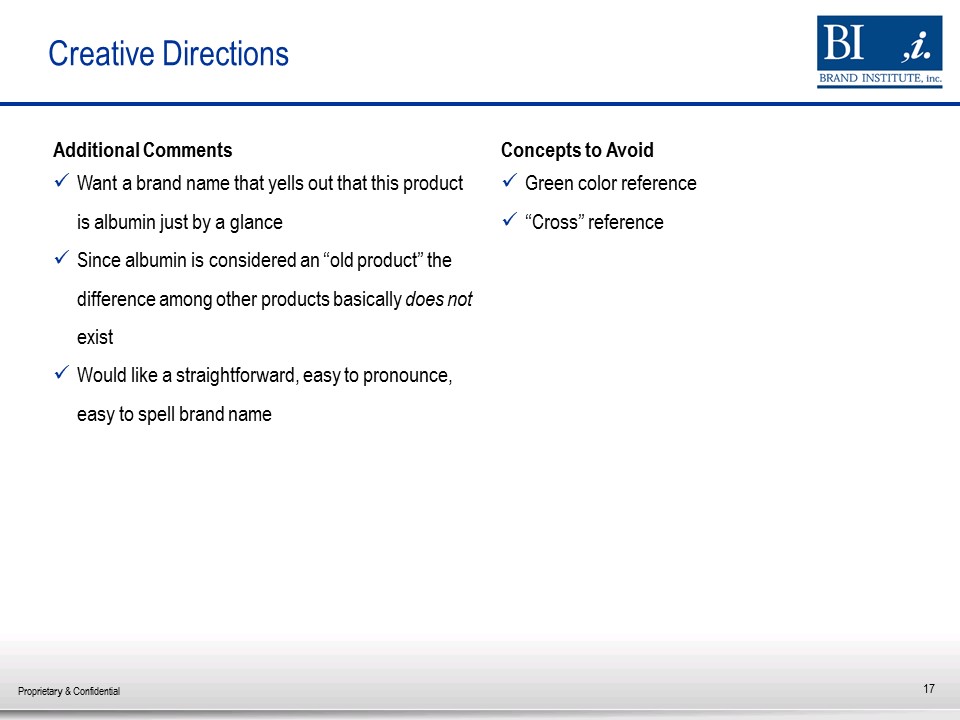 Creative Directions
BI ,i.
BRAND INSTITUTE, inc.
Additional Comments
Want a brand name that yells out that this product
is albumin just by a glance
Since albumin is considered an “old product” the
difference among other products basically does not
exist
Would like a straightforward, easy to pronounce,
easy to spell brand name
Concepts to Avoid
Green color reference
“Cross” reference
Proprietary & Confidential
17